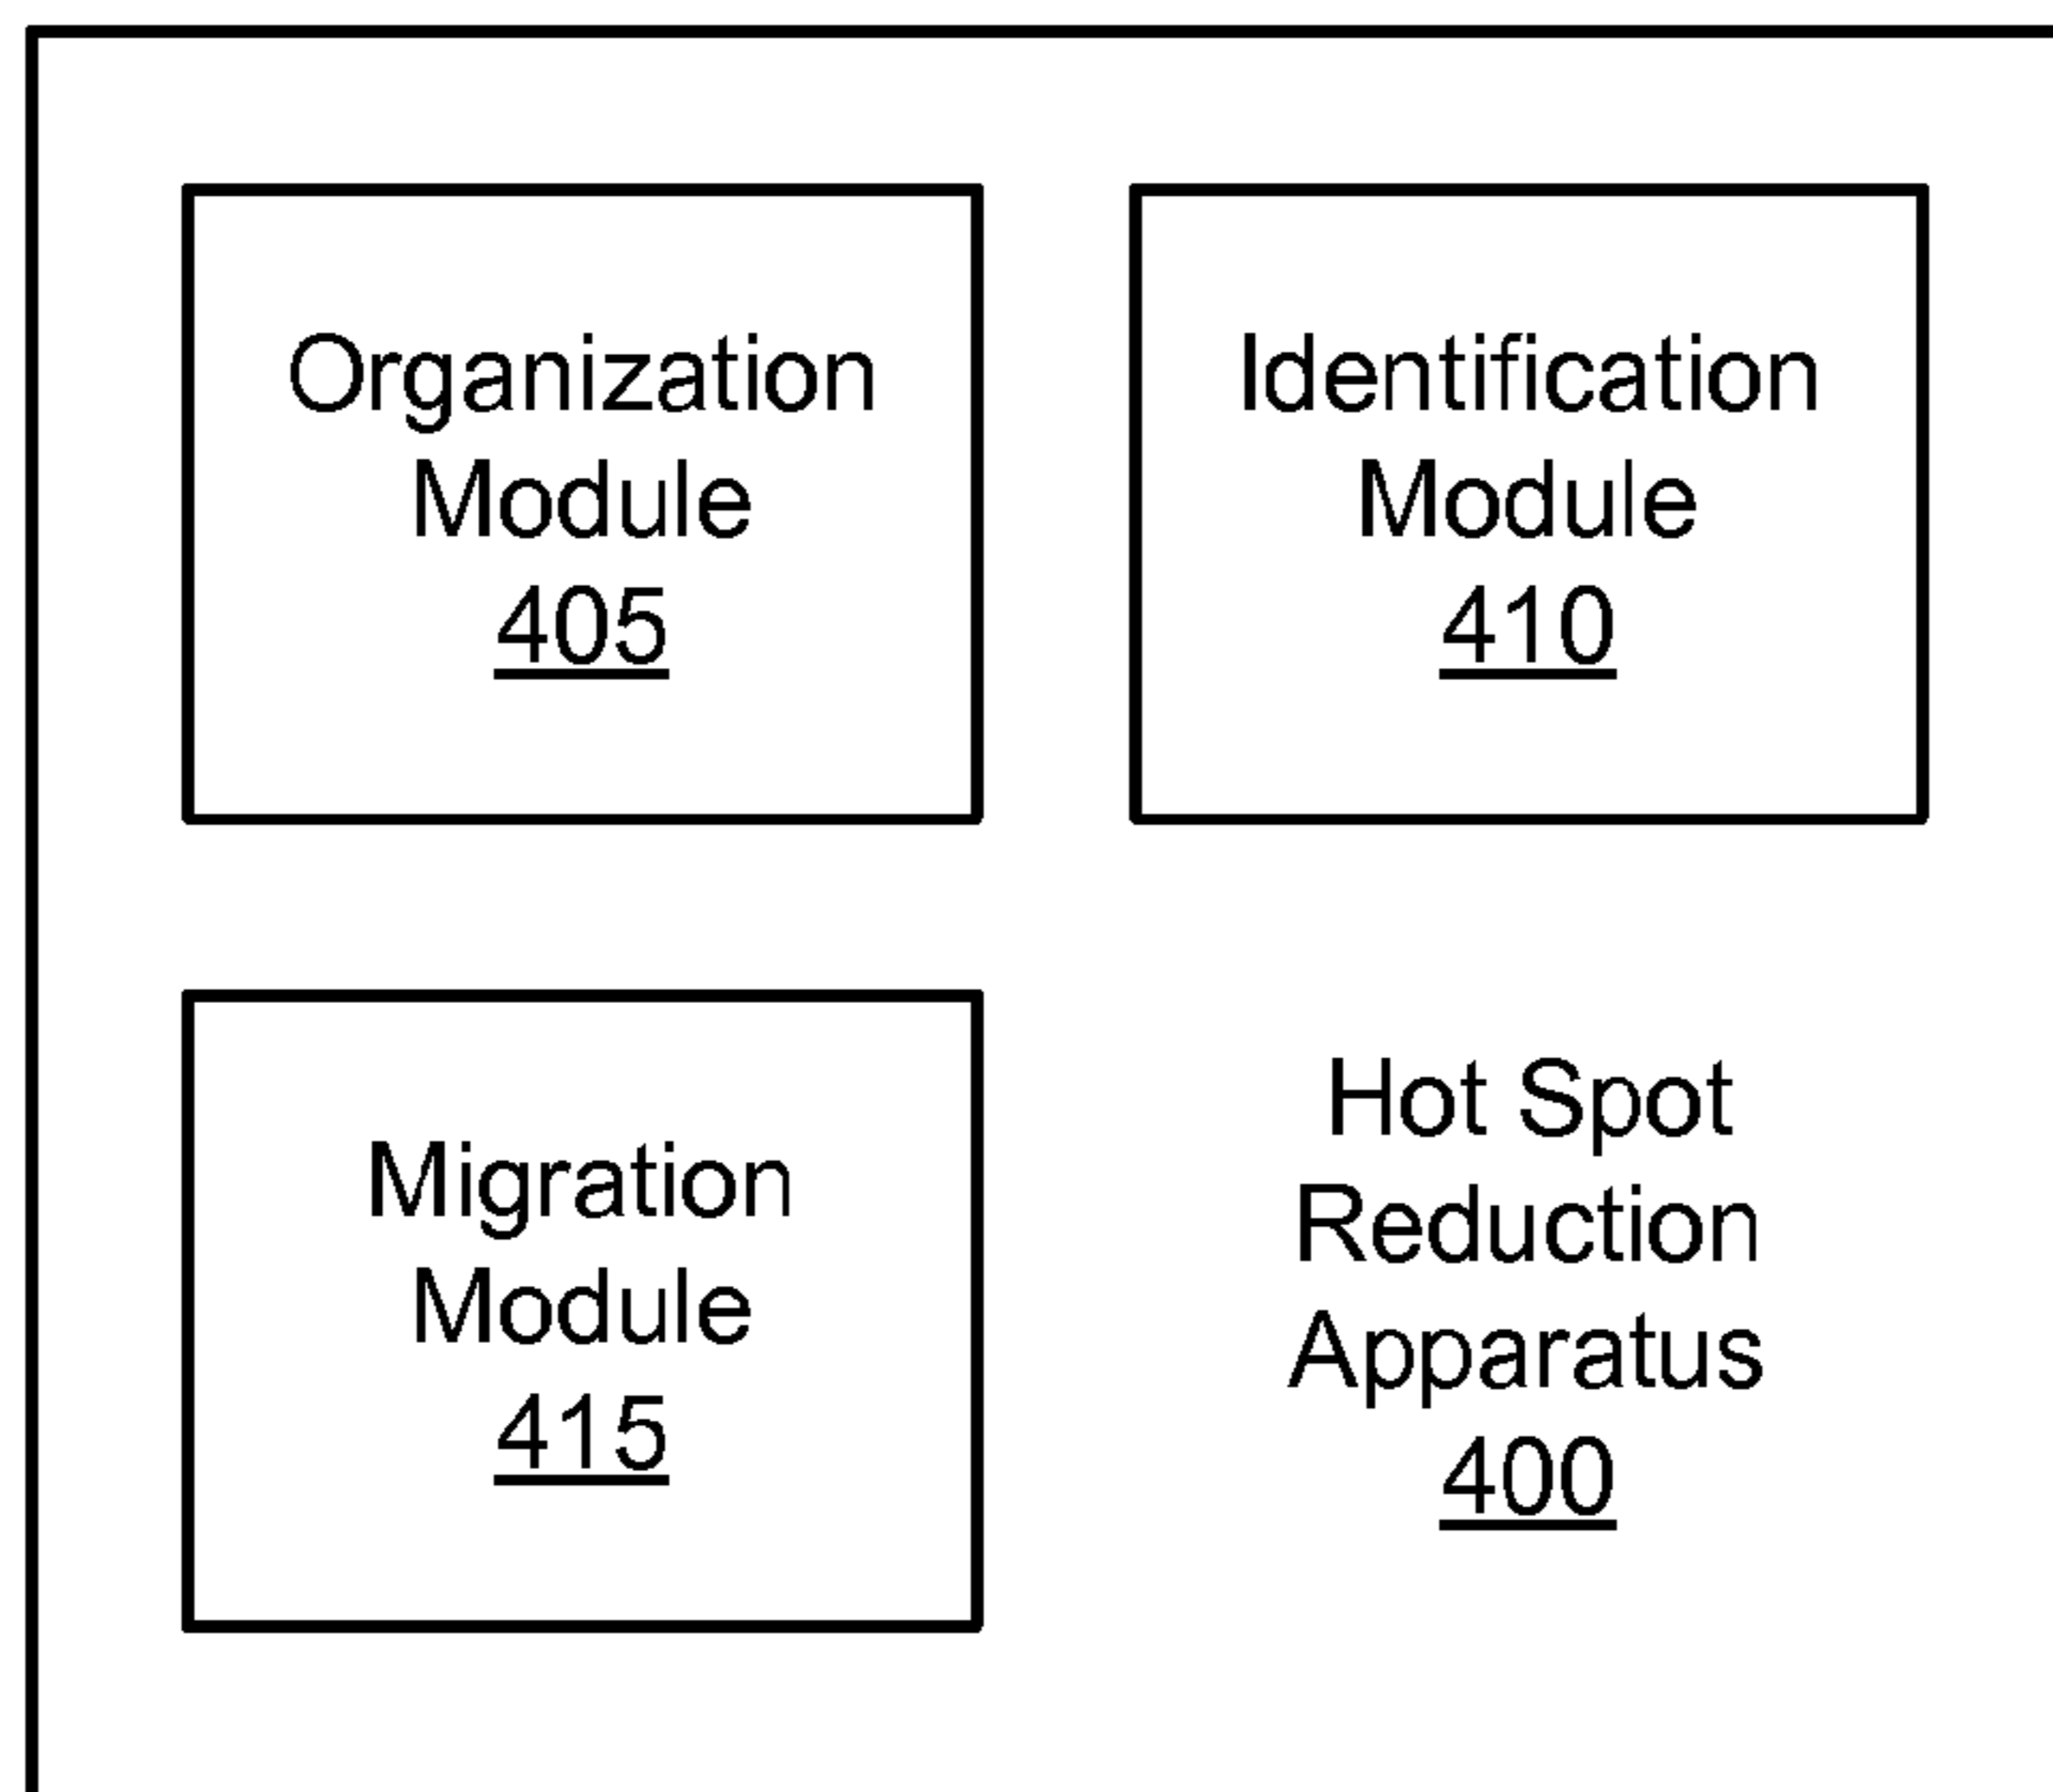 Organization
Module
405
Identification
Module
410
Migration
Module
415
Hot Spot
Reduction
Apparatus
400